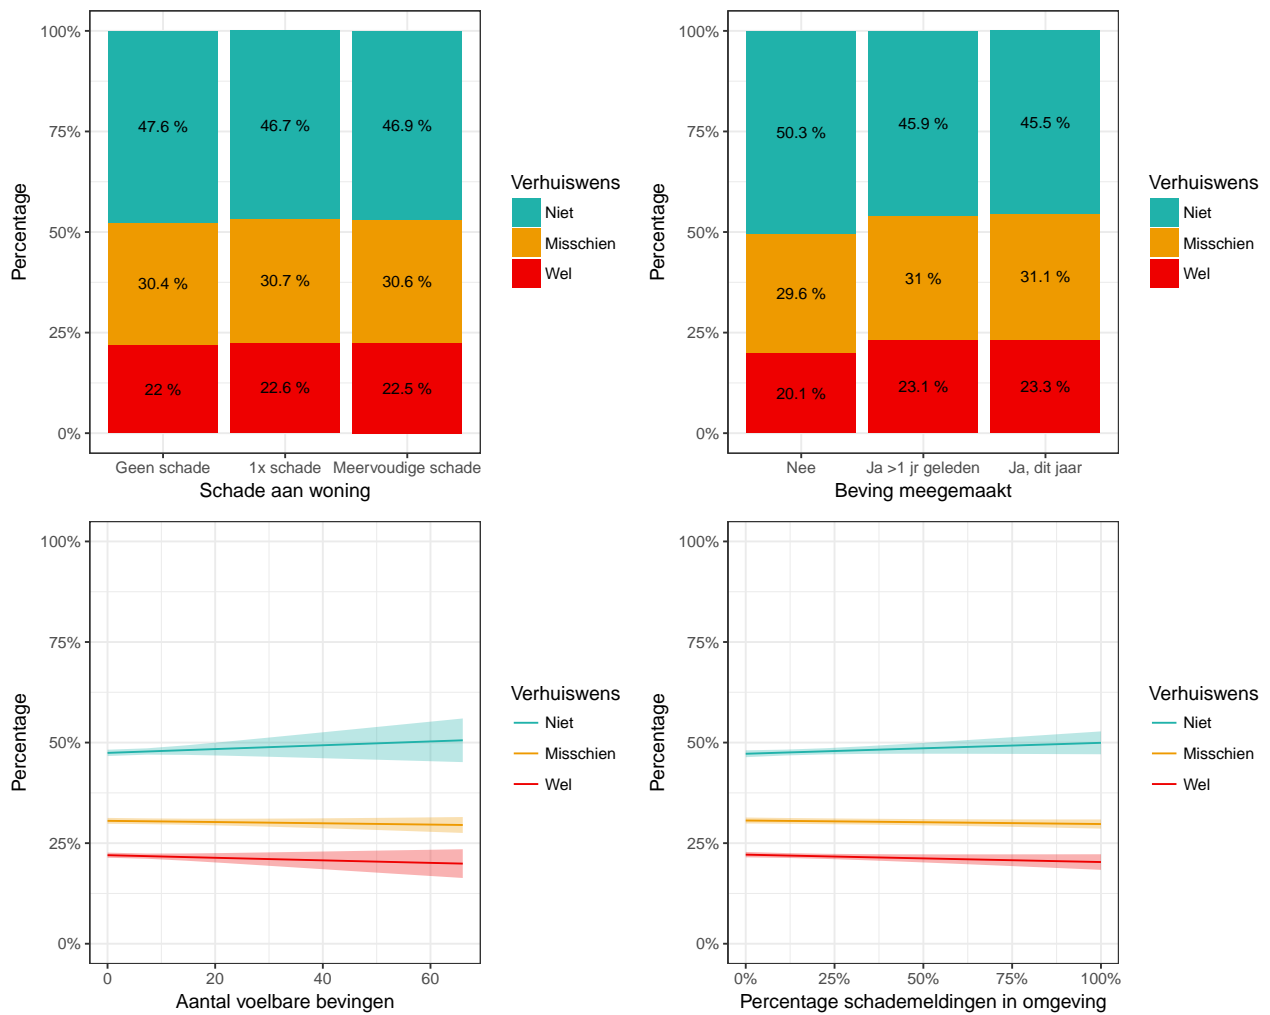 100%
75%
50%
25%
0%
Percentage
47.6 %
46.7 %
46.9 %
30.4 %
30.7 %
30.6 %
22 %
22.6 %
22.5 %
Geen schade
1x schade
Meervoudige schade
Schade aan woning
Verhuiswens
Niet
Misschien
Wel
100%
75%
50%
25%
0%
Percentage
50.3 %
45.9 %
45.5 %
29.6 %
31 %
31.1 %
20.1 %
23.1 %
23.3 %
Nee
Ja >1 jr geleden
Ja, dit jaar
Beving meegemaakt
Verhuiswens
Niet
Misschien
Wel
100%
75%
50%
25%
0%
Percentage
0
20
40
60
Aantal voelbare bevingen
Verhuiswens
Niet
Misschien
Wel
100%
75%
50%
25%
0%
Percentage
0%
25%
50%
75%
100%
Percentage schademeldingen in omgeving
Verhuiswens
Niet
Misschien
Wel